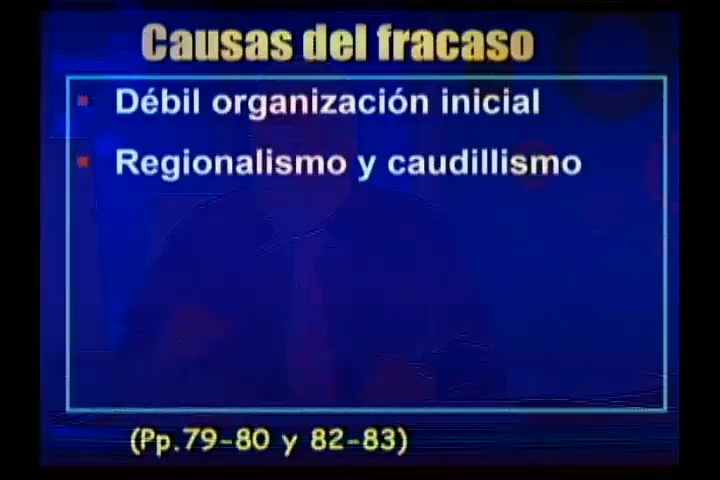 Causas del fracaso
Débil organización inicial
Regionalismo y caudillismo
(Pp.79-80 y 82-83)